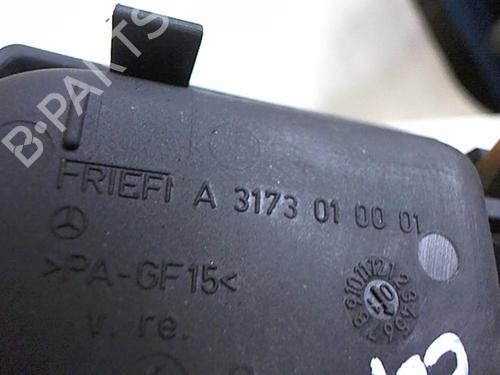 B-PARTS
FRIEFI A 3173 01 00 01
>PA-GF15<
v. re.